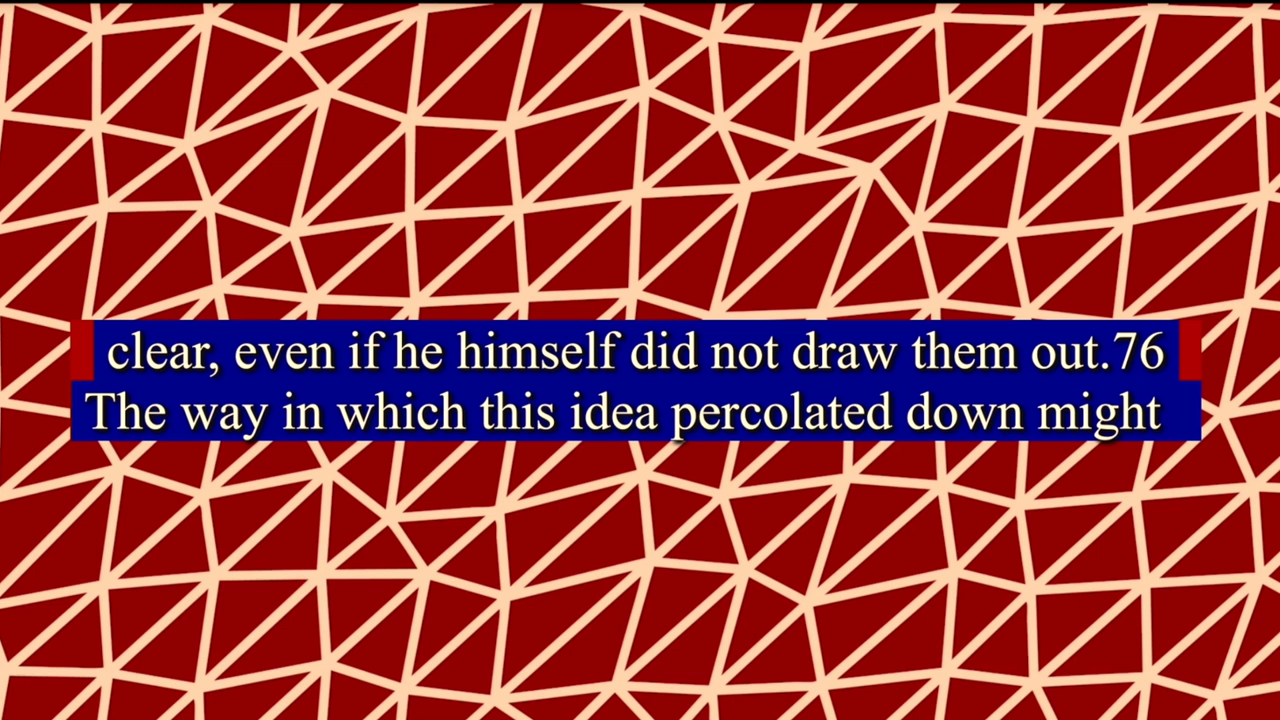 clear, even if he himself did not draw them out.76
The way in which this idea percolated down might